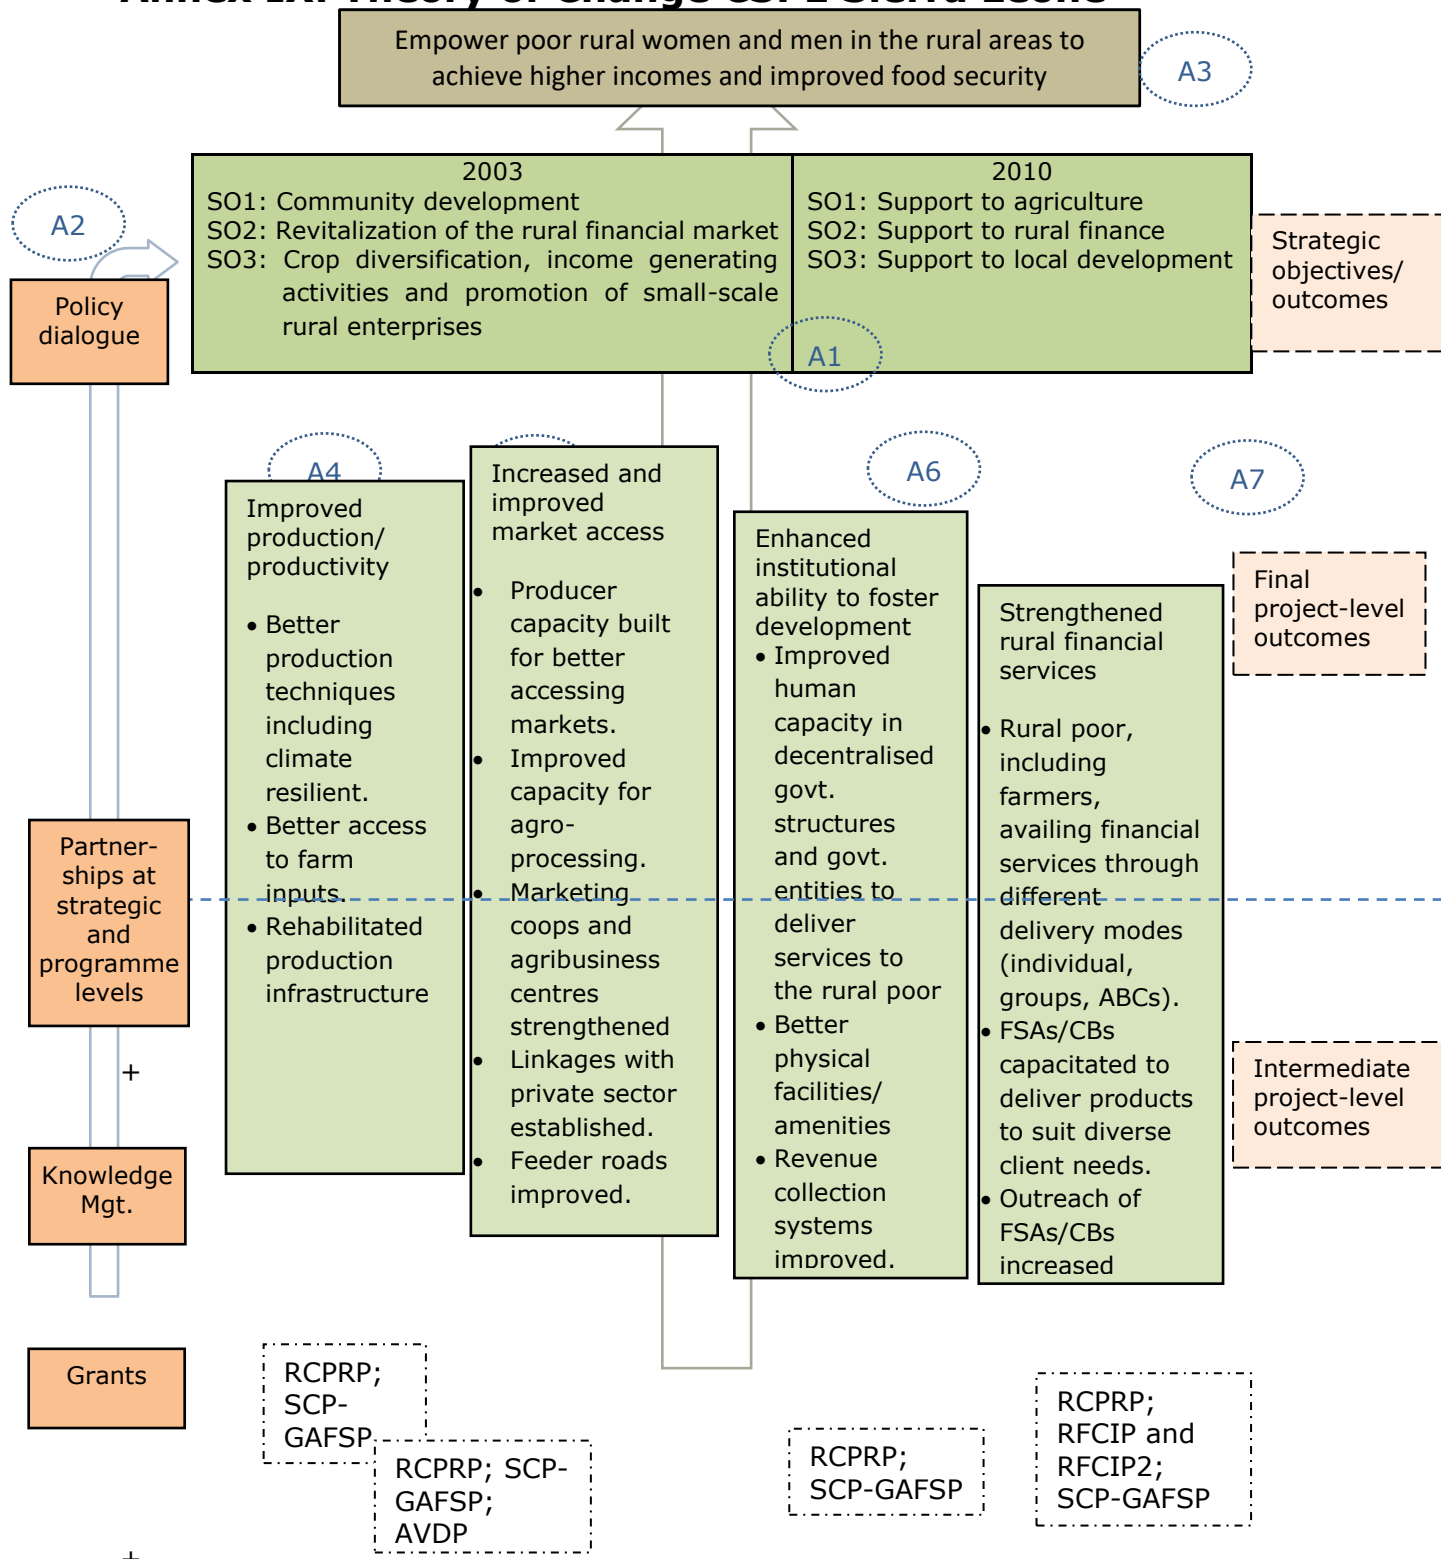 Annex IX: Theory of Change CSPE Sierra Leone
Empower poor rural women and men in the rural areas to
achieve higher incomes and improved food security
A3
A2
2003
SO1: Community development
SO2: Revitalization of the rural financial market
SO3: Crop diversification, income generating
activities and promotion of small-scale
rural enterprises
2010
SO1: Support to agriculture
SO2: Support to rural finance
SO3: Support to local development
A1
Strategic
objectives/
outcomes
Policy
dialogue
A4
A6
A7
Improved
production/
productivity
• Better
production
techniques
including
climate
resilient.
• Better access
to farm
inputs.
• Rehabilitated
production
infrastructure
Increased and
improved
market access
• Producer
capacity built
for better
accessing
markets.
• Improved
capacity for
agro-
processing.
• Marketing
coops and
agribusiness
centres
strengthened
• Linkages with
private sector
established.
• Feeder roads
improved.
Enhanced
institutional
ability to foster
development
• Improved
human
capacity in
decentralised
govt.
structures
and govt.
entities to
deliver
services to
the rural poor
• Better
physical
facilities/
amenities
• Revenue
collection
systems
improved.
Strengthened
rural financial
services
• Rural poor,
including
farmers,
availing financial
services through
different
delivery modes
(individual,
groups, ABCs).
• FSAs/CBs
capacitated to
deliver products
to suit diverse
client needs.
• Outreach of
FSAs/CBs
increased
Final
project-level
outcomes
Intermediate
project-level
outcomes
Partner-
ships at
strategic
and
programme
levels
+
Knowledge
Mgt.
Grants
+
RCPRP;
SCP-
GAFSP
RCPRP; SCP-
GAFSP;
AVDP
RCPRP;
SCP-GAFSP
RCPRP;
RFCIP and
RFCIP2;
SCP-GAFSP